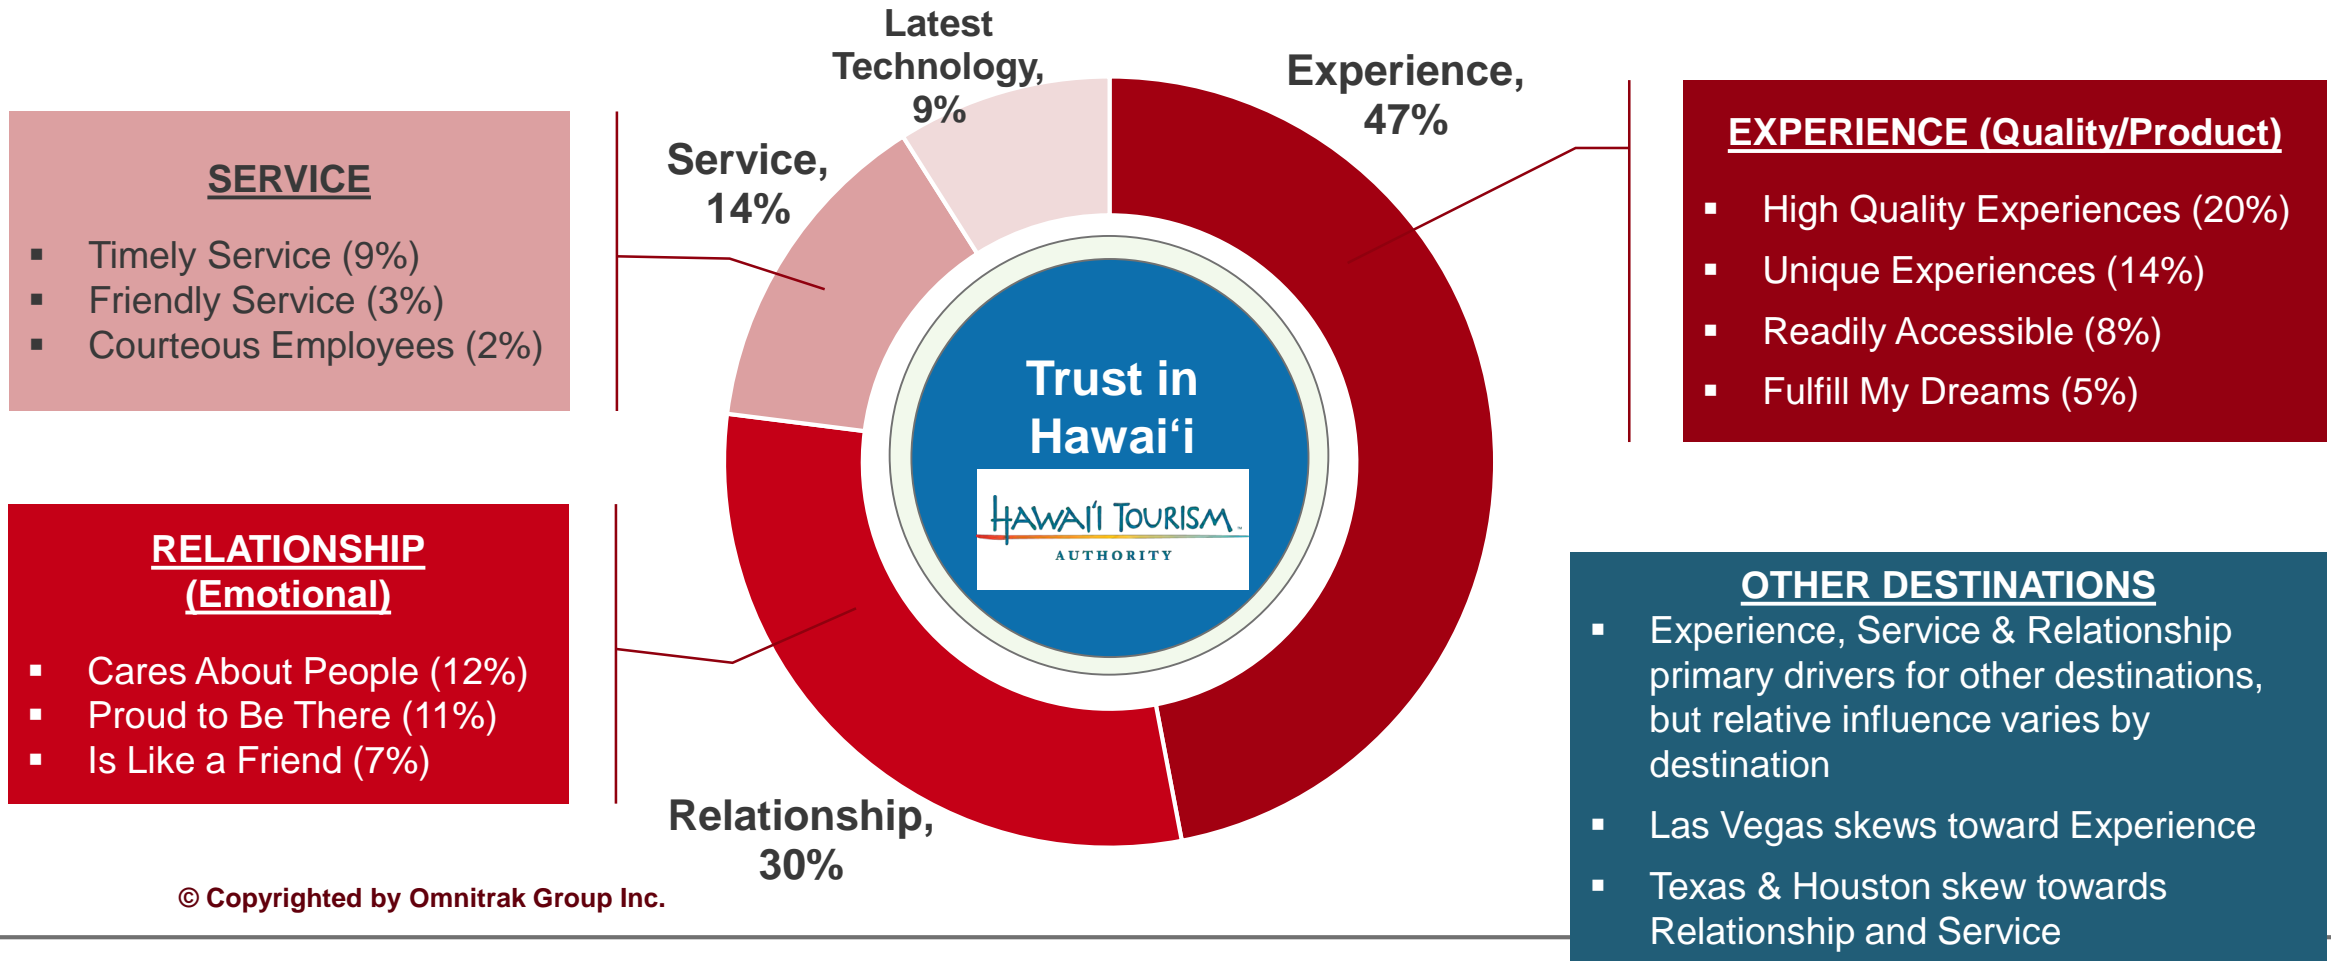 Latest
Technology,
9%
Experience,
47%
Service,
14%
Relationship,
30%
SERVICE
▪ Timely Service (9%)
▪ Friendly Service (3%)
▪ Courteous Employees (2%)
RELATIONSHIP
(Emotional)
▪ Cares About People (12%)
▪ Proud to Be There (11%)
▪ Is Like a Friend (7%)
Trust in
Hawai‘i
HAWAI‘I TOURISM™
AUTHORITY
EXPERIENCE (Quality/Product)
▪ High Quality Experiences (20%)
▪ Unique Experiences (14%)
▪ Readily Accessible (8%)
▪ Fulfill My Dreams (5%)
OTHER DESTINATIONS
▪ Experience, Service & Relationship
primary drivers for other destinations,
but relative influence varies by
destination
▪ Las Vegas skews toward Experience
▪ Texas & Houston skew towards
Relationship and Service
© Copyrighted by Omnitrak Group Inc.